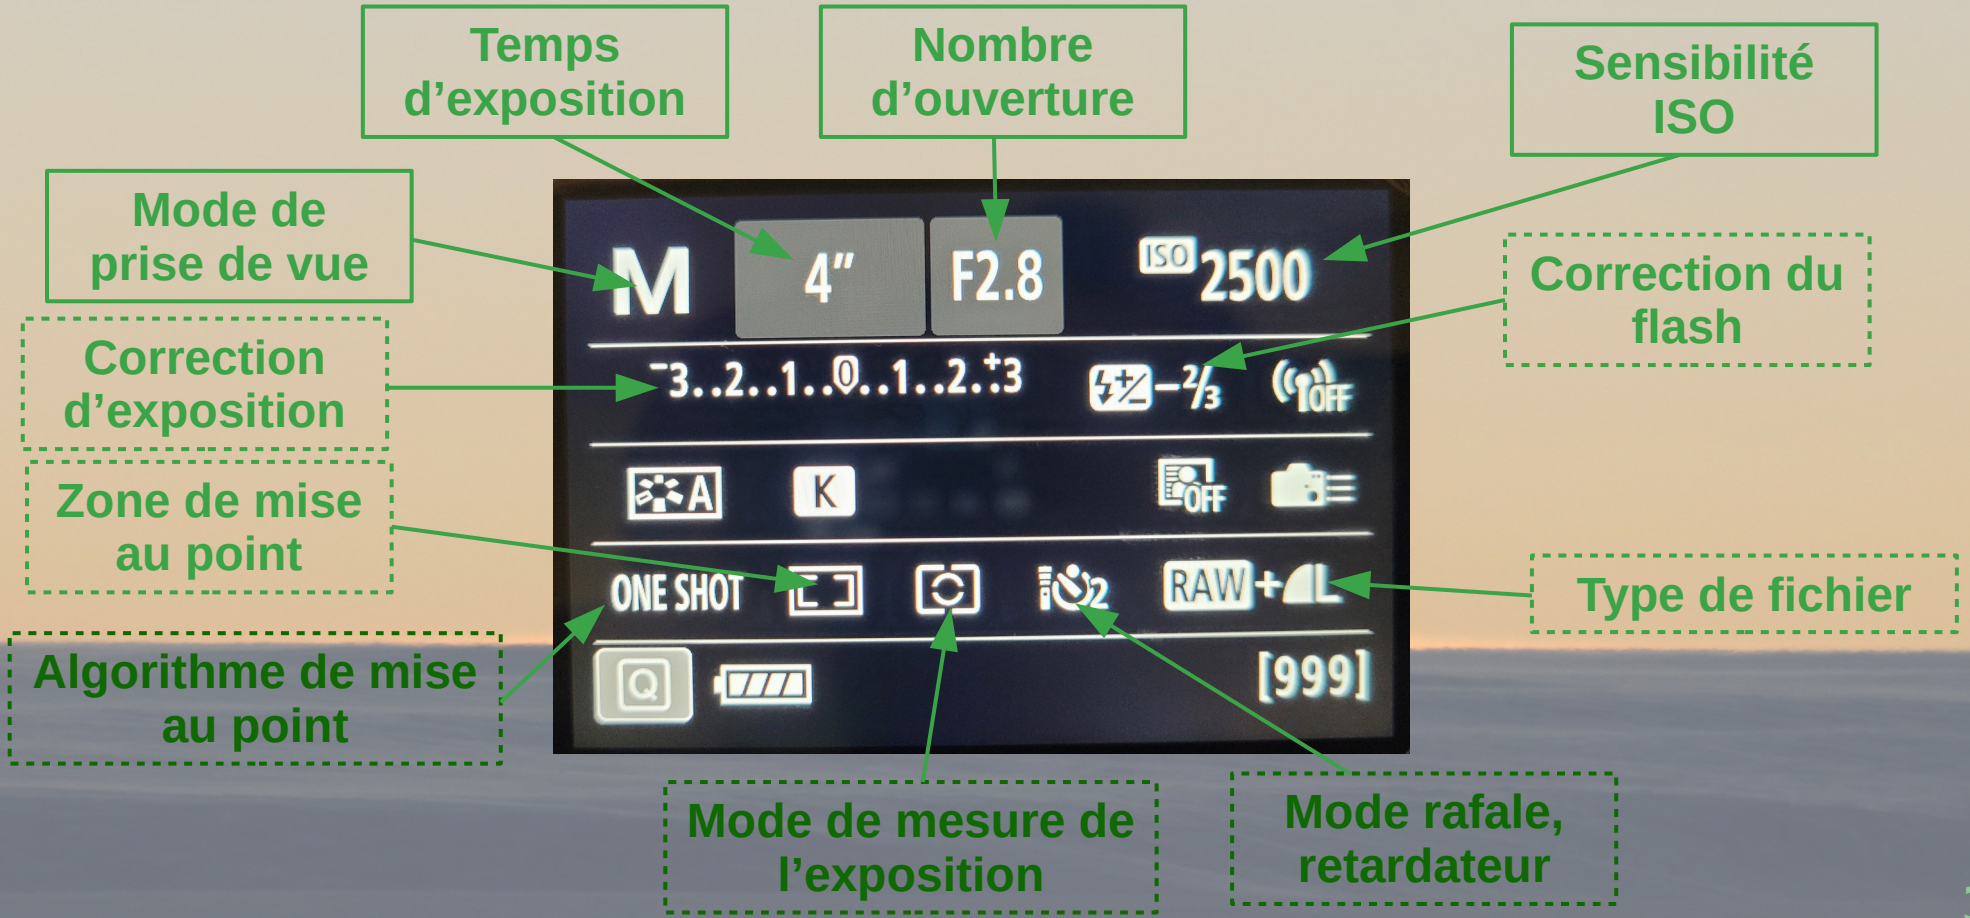 Temps
d’exposition
Nombre
d’ouverture
Sensibilité
ISO
Mode de
prise de vue
Correction du
flash
Correction
d’exposition
Zone de mise
au point
Type de fichier
Algorithme de mise
au point
Mode de mesure de
l’exposition
Mode rafale,
retardateur
M 4" F2.8 ISO 2500
-3..2..1..0..1..2.+.3 -2/3 OFF
A K OFF
ONE SHOT 2 RAW+L
Q [999]